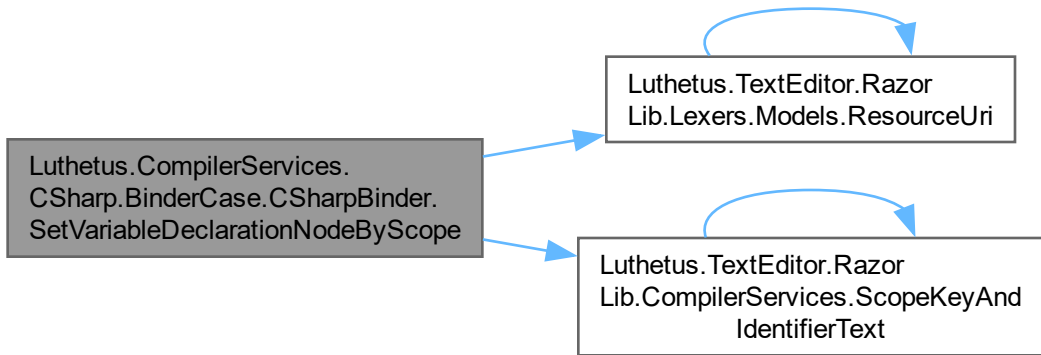 Luthetus.TextEditor.Razor
Lib.Lexers.Models.ResourceUri
Luthetus.CompilerServices.
CSharp.BinderCase.CSharpBinder.
SetVariableDeclarationNodeByScope
Luthetus.TextEditor.Razor
Lib.CompilerServices.ScopeKeyAnd
IdentifierText